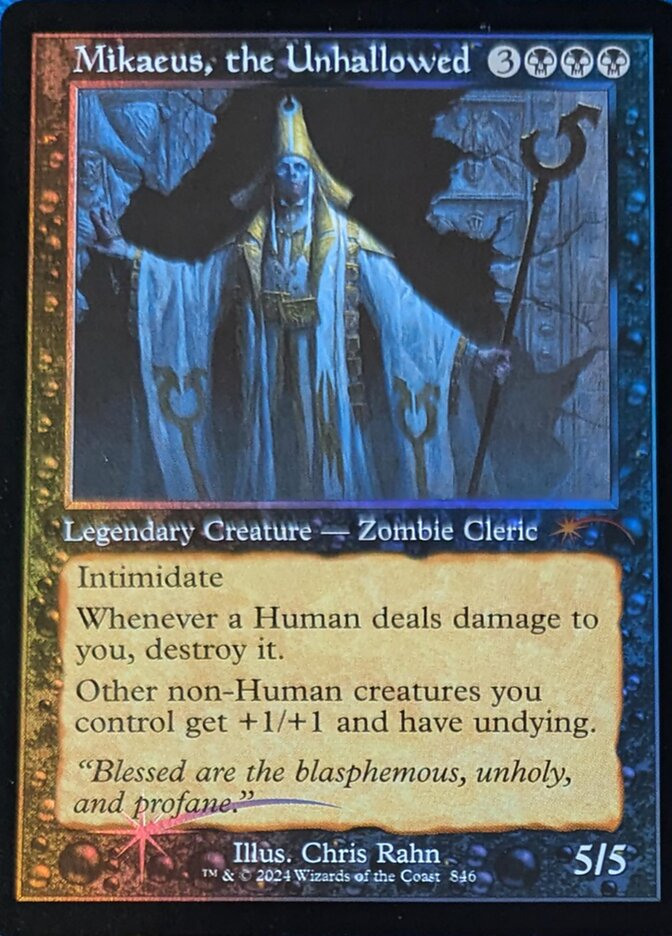 Mikaeus, the Unhallowed 3
Legendary Creature — Zombie Cleric
Intimidate
Whenever a Human deals damage to
you, destroy it.
Other non-Human creatures you
control get +1/+1 and have undying.
“Blessed are the blasphemous, unholy,
and profane.”
Illus. Chris Rahn
™ & © 2024 Wizards of the Coast 846
5/5